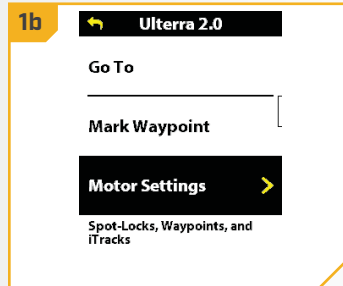 1b
Ulterra 2.0
Go To
Mark Waypoint
Motor Settings
Spot-Locks, Waypoints, and
iTracks